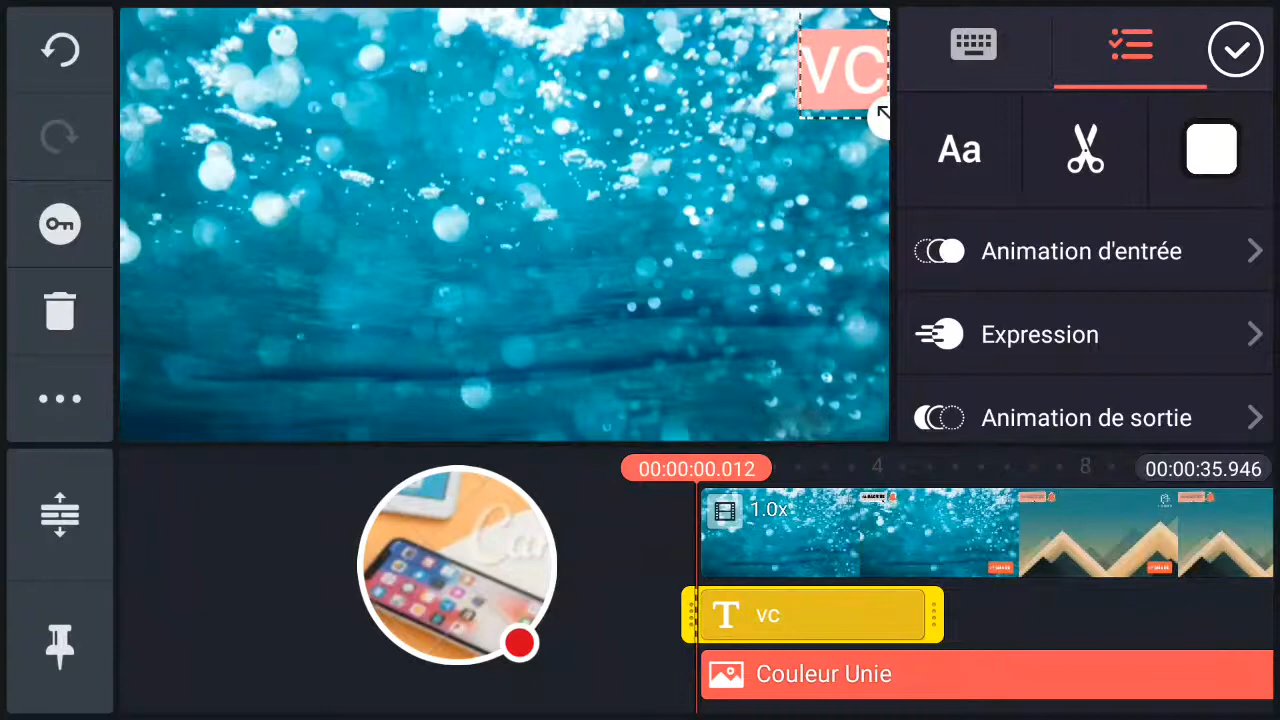 VC
Aa
Animation d'entrée
Expression
Animation de sortie
00:00:00.012
4
8
00:00:35.946
1.0x
T
vc
Couleur Unie